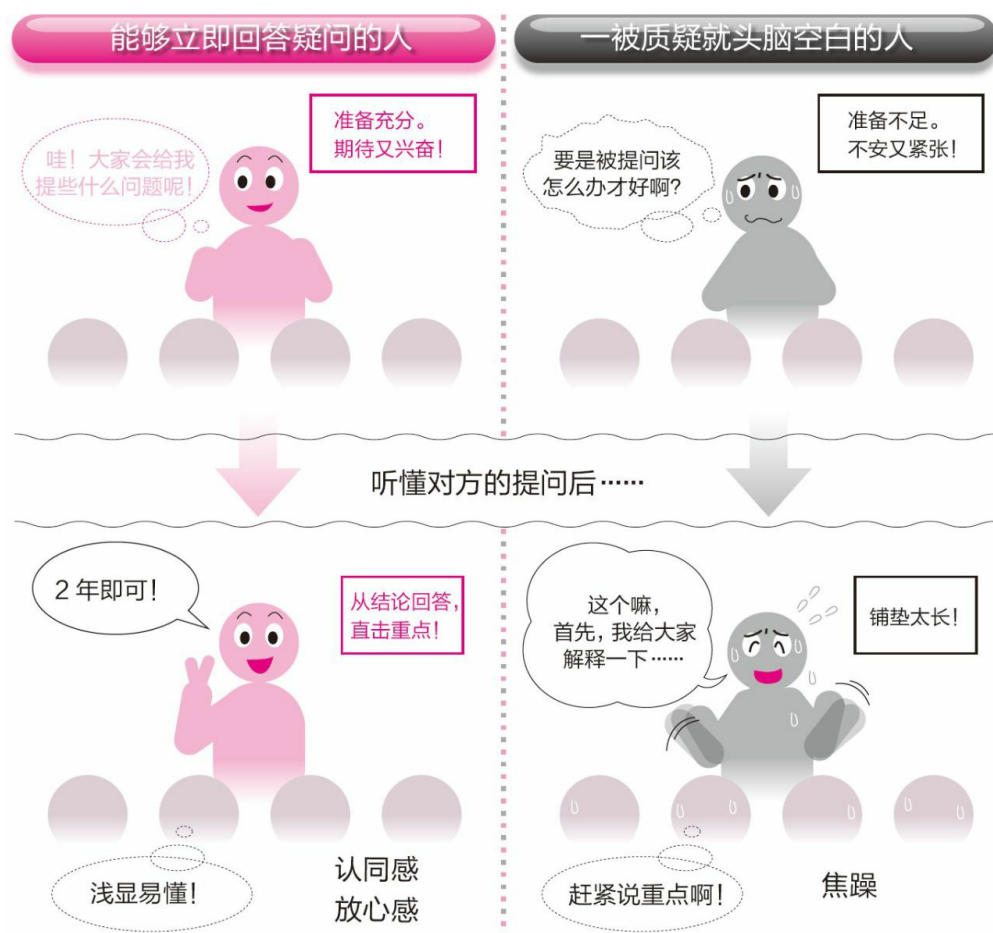 能够立即回答疑问的人
一被质疑就头脑空白的人
准备充分。
期待又兴奋!
哇!大家会给我
提些什么问题呢!
准备不足。
不安又紧张!
要是被提问该
怎么办才好啊?
听懂对方的提问后……
2年即可!
从结论回答,
直击重点!
这个嘛,
首先,我给大家
解释一下……
铺垫太长!
浅显易懂!
认同感
放心感
赶紧说重点啊!
焦躁